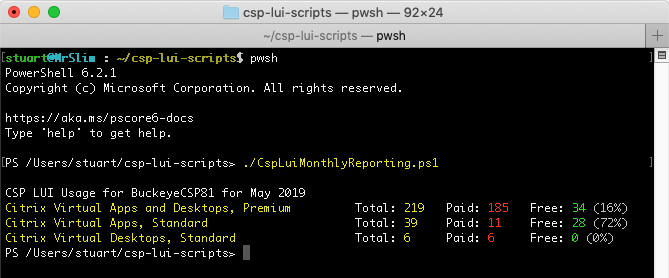 csp-lui-scripts — pwsh — 92×24
~/csp-lui-scripts — pwsh
[stuart@MrSlim : ~/csp-lui-scripts$ pwsh
PowerShell 6.2.1
Copyright (c) Microsoft Corporation. All rights reserved.
https://aka.ms/pscore6-docs
Type 'help' to get help.
[PS /Users/stuart/csp-lui-scripts> ./CspLuiMonthlyReporting.ps1 ]
CSP LUI Usage for BuckeyeCSP81 for May 2019
Citrix Virtual Apps and Desktops, Premium Total: 219 Paid: 185 Free: 34 (16%)
Citrix Virtual Apps, Standard Total: 39 Paid: 11 Free: 28 (72%)
Citrix Virtual Desktops, Standard Total: 6 Paid: 6 Free: 0 (0%)
PS /Users/stuart/csp-lui-scripts>